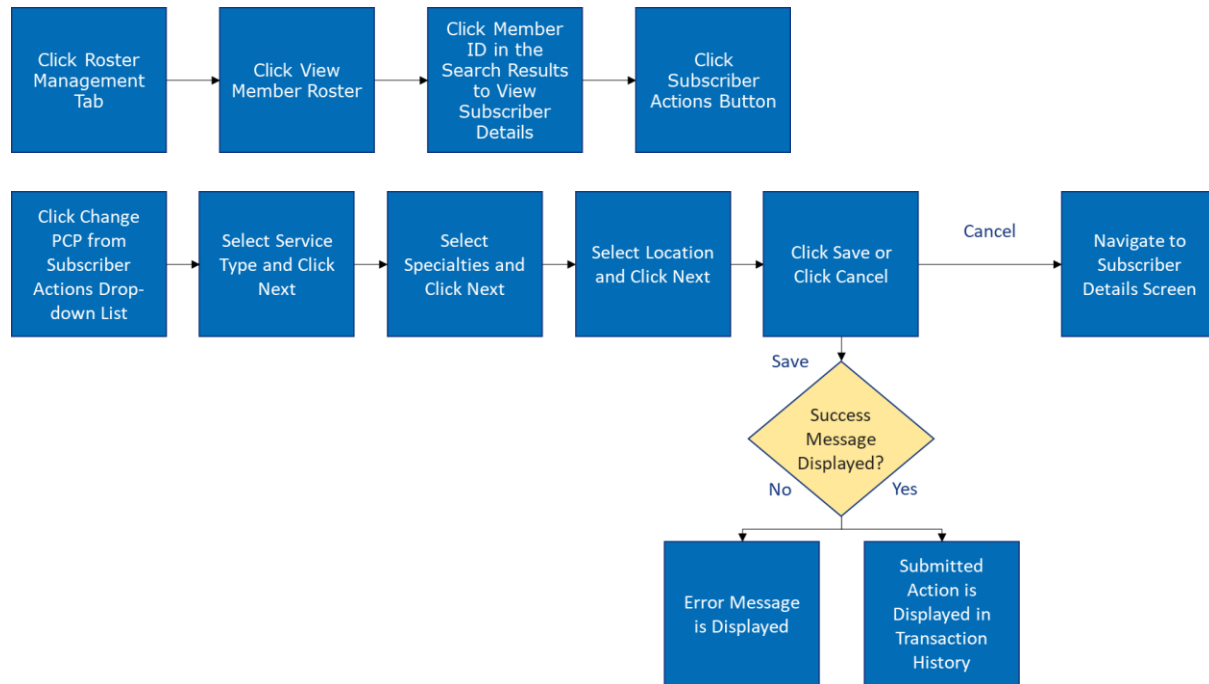 Click Roster
Management
Tab
Click View
Member Roster
Click Member
ID in the
Search Results
to View
Subscriber
Details
Click
Subscriber
Actions Button
Click Change
PCP from
Subscriber
Actions Drop-
down List
Select Service
Type and Click
Next
Select
Specialties and
Click Next
Select Location
and Click Next
Click Save or
Click Cancel
Cancel
Navigate to
Subscriber
Details Screen
Save
Success
Message
Displayed?
No
Yes
Error Message
is Displayed
Submitted
Action is
Displayed in
Transaction
History